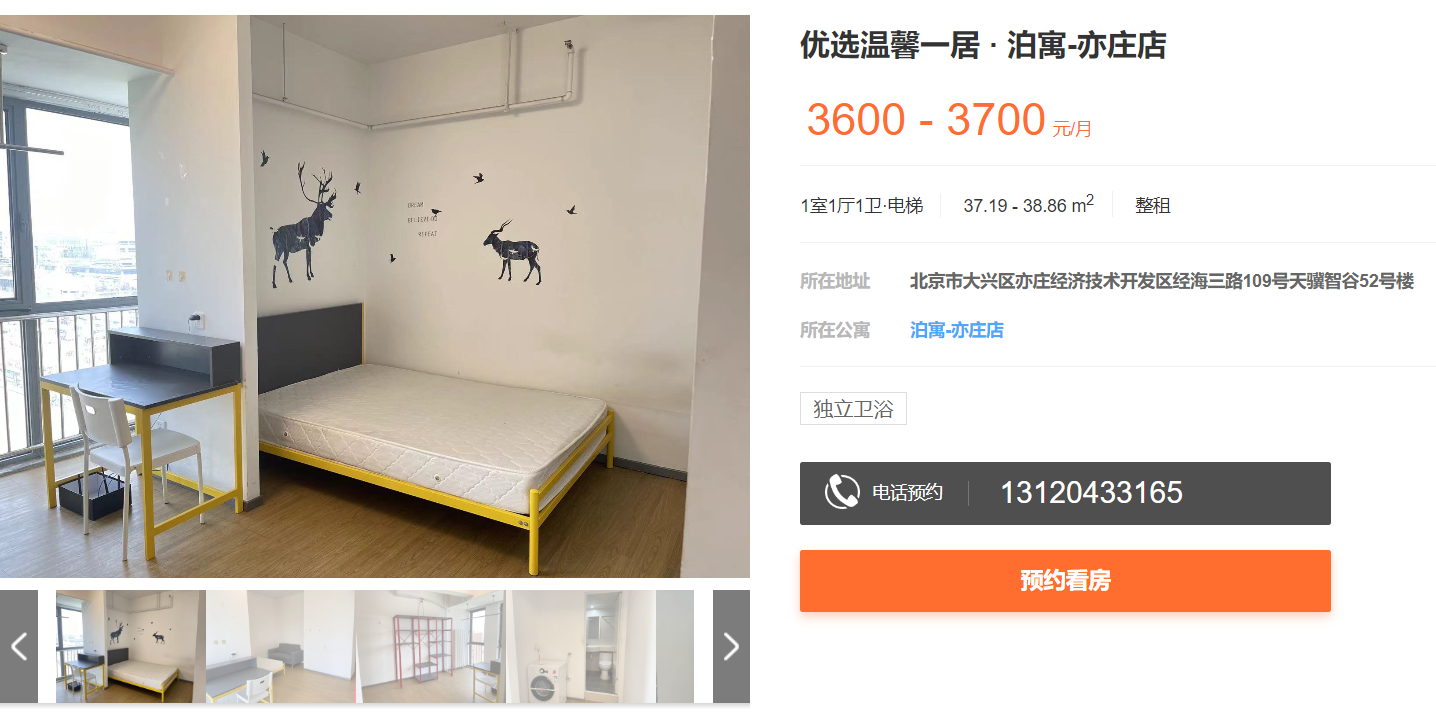 优选温馨一居 · 泊寓-亦庄店
3600 - 3700 元/月
1室1厅1卫·电梯 37.19 - 38.86 m² 整租
所在地址 北京市大兴区亦庄经济技术开发区经海三路109号天骥智谷52号楼
所在公寓 泊寓-亦庄店
独立卫浴
电话预约 13120433165
预约看房
DREAM
REPEAT